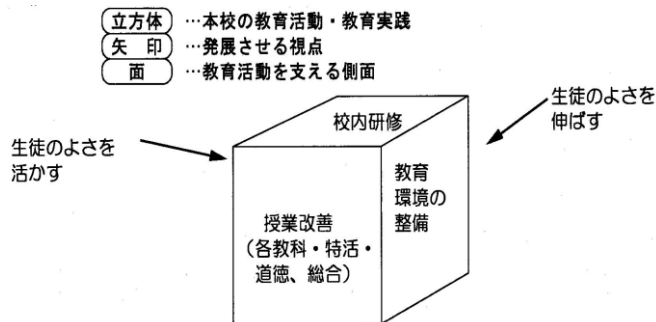 立方体 …本校の教育活動・教育実践
矢 印 …発展させる視点
面 …教育活動を支える側面
生徒のよさを
伸ばす
校内研修
生徒のよさを
活かす
教育
環境の
整備
授業改善
（各教科・特活・
道徳、総合）